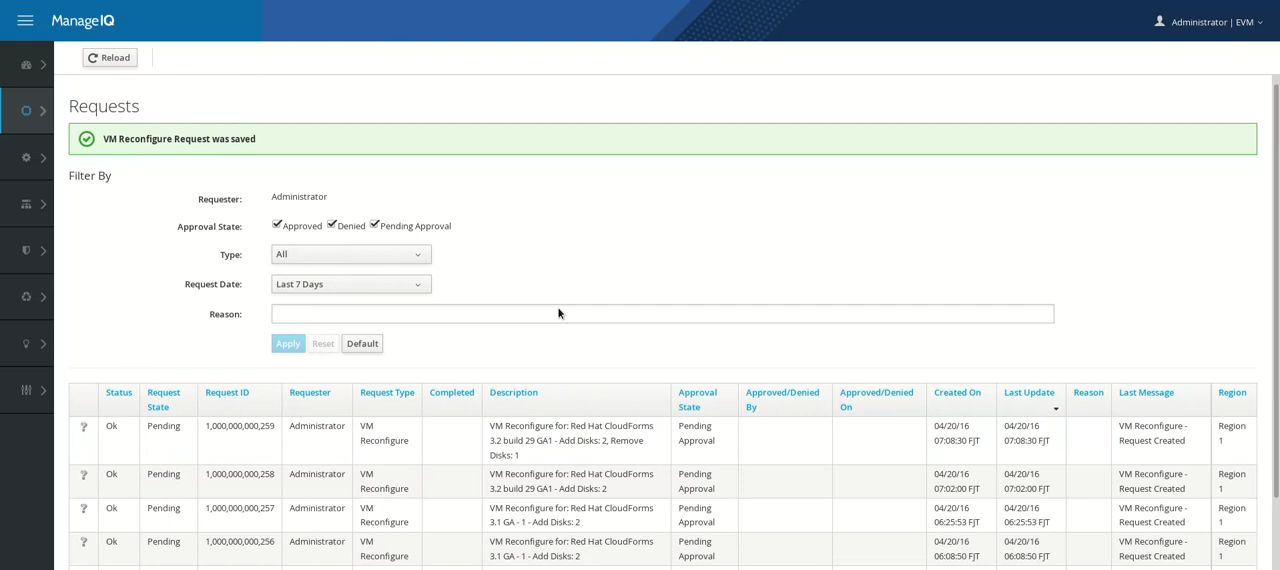 ManageIQ
Administrator | EVM
Reload
Requests
VM Reconfigure Request was saved
Filter By
Requester: Administrator
Approval State: Approved Denied Pending Approval
Type: All
Request Date: Last 7 Days
Reason:
Apply Reset Default
Status Request State Request ID Requester Request Type Completed Description Approval State Approved/Denied By Approved/Denied On Created On Last Update Reason Last Message Region
? Ok Pending 1,000,000,000,259 Administrator VM Reconfigure VM Reconfigure for: Red Hat CloudForms 3.2 build 29 GA1 - Add Disks: 2, Remove Disks: 1 Pending Approval 04/20/16 07:08:30 FJT 04/20/16 07:08:30 FJT VM Reconfigure - Request Created Region 1
? Ok Pending 1,000,000,000,258 Administrator VM Reconfigure VM Reconfigure for: Red Hat CloudForms 3.2 build 29 GA1 - Add Disks: 2 Pending Approval 04/20/16 07:02:00 FJT 04/20/16 07:02:00 FJT VM Reconfigure - Request Created Region 1
? Ok Pending 1,000,000,000,257 Administrator VM Reconfigure VM Reconfigure for: Red Hat CloudForms 3.1 GA - 1 - Add Disks: 2 Pending Approval 04/20/16 06:25:53 FJT 04/20/16 06:25:53 FJT VM Reconfigure - Request Created Region 1
? Ok Pending 1,000,000,000,256 Administrator VM Reconfigure VM Reconfigure for: Red Hat CloudForms 3.1 GA - 1 - Add Disks: 2 Pending Approval 04/20/16 06:08:50 FJT 04/20/16 06:08:50 FJT VM Reconfigure - Request Created Region 1